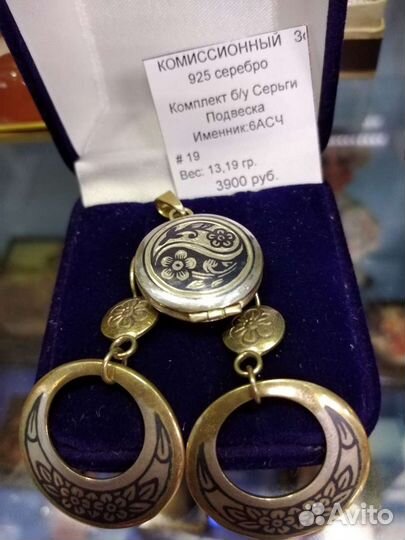 КОМИССИОННЫЙ
925 серебро
Комплект б/у Серьги
Подвеска
Именник:6АСЧ
# 19
Вес: 13,19 гр.
3900 руб.
Avito